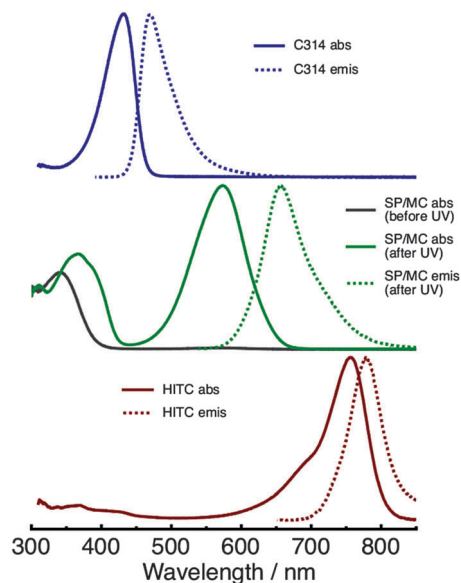 C314 abs
C314 emis
SP/MC abs
(before UV)
SP/MC abs
(after UV)
SP/MC emis
(after UV)
HITC abs
HITC emis
300 400 500 600 700 800
Wavelength / nm